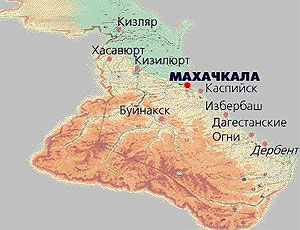 Кизляр
Хасавюрт
Кизилюрт
МАХАЧКАЛА
Каспийск
Буйнакск
Избербаш
Дагестанские
Огни
Дербент